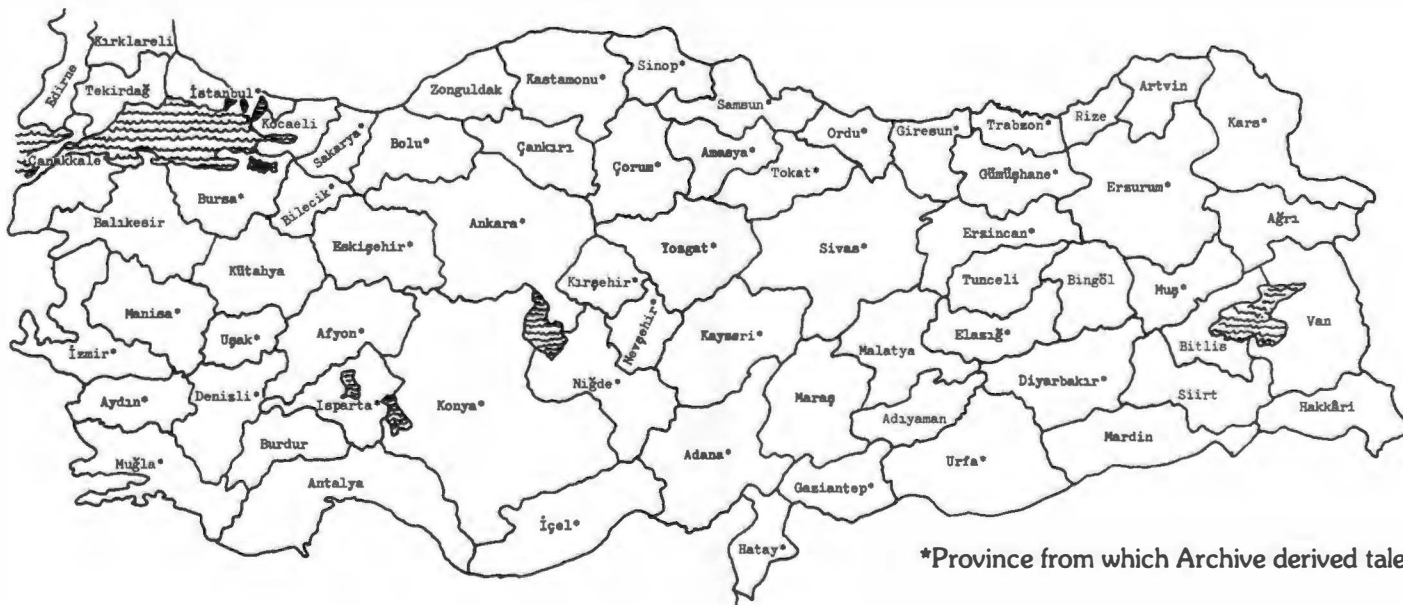 Kırklareli
Edirne
Tekirdağ
İstanbul*
Kocaeli
Sakarya*
Çanakkale*
Bursa*
Bilecik*
Balıkesir
Zonguldak
Kastamonu*
Sinop*
Samsun*
Bolu*
Çankırı
Çorum*
Amasya*
Tokat*
Ordu*
Giresun*
Trabzon*
Rize
Artvin
Kars*
Gümüşhane*
Erzurum*
Ağrı
Kütahya
Eskişehir*
Ankara*
Yozgat*
Sivas*
Erzincan*
Tunceli
Bingöl
Muş*
Manisa*
Uşak*
Afyon*
Kırşehir*
Nevşehir*
Kayseri*
Malatya
Elazığ*
Bitlis
Van
İzmir*
Aydın*
Denizli*
Isparta*
Konya*
Niğde*
Maraş
Adıyaman
Diyarbakır*
Siirt
Hakkâri
Mardin
Muğla*
Burdur
Antalya
İçel*
Adana*
Gaziantep*
Urfa*
Hatay*
*Province from which Archive derived tale